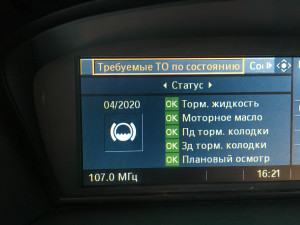 Требуемые ТО по состоянию
Статус
04/2020
OK Торм. жидкость
OK Моторное масло
OK Пд торм. колодки
OK Зд торм. колодки
OK Плановый осмотр
107.0 МГц
16:21